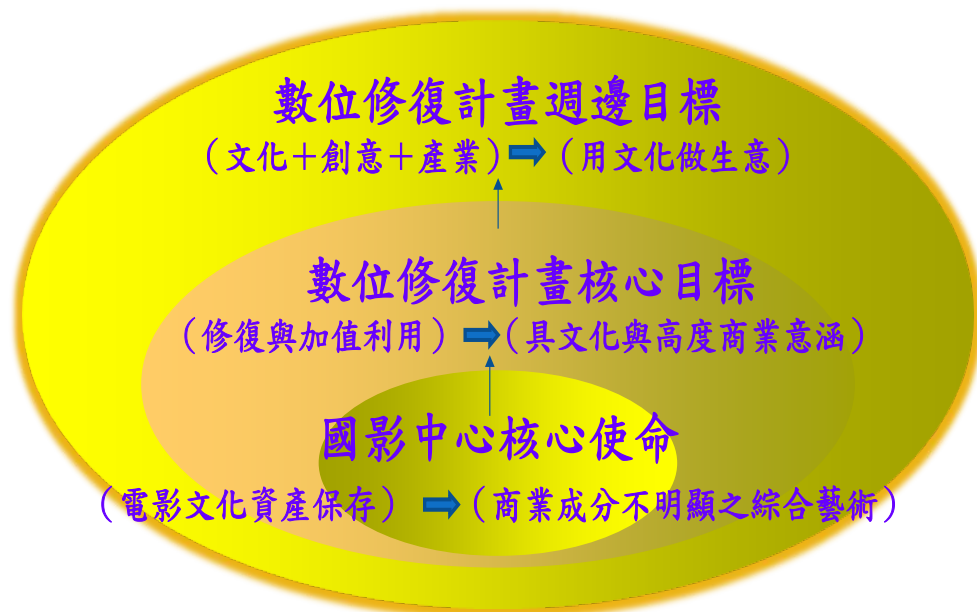 數位修復計畫週邊目標
（文化＋創意＋產業）（用文化做生意）
數位修復計畫核心目標
（修復與加值利用）（具文化與高度商業意涵）
國影中心核心使命
（電影文化資產保存）（商業成分不明顯之綜合藝術）